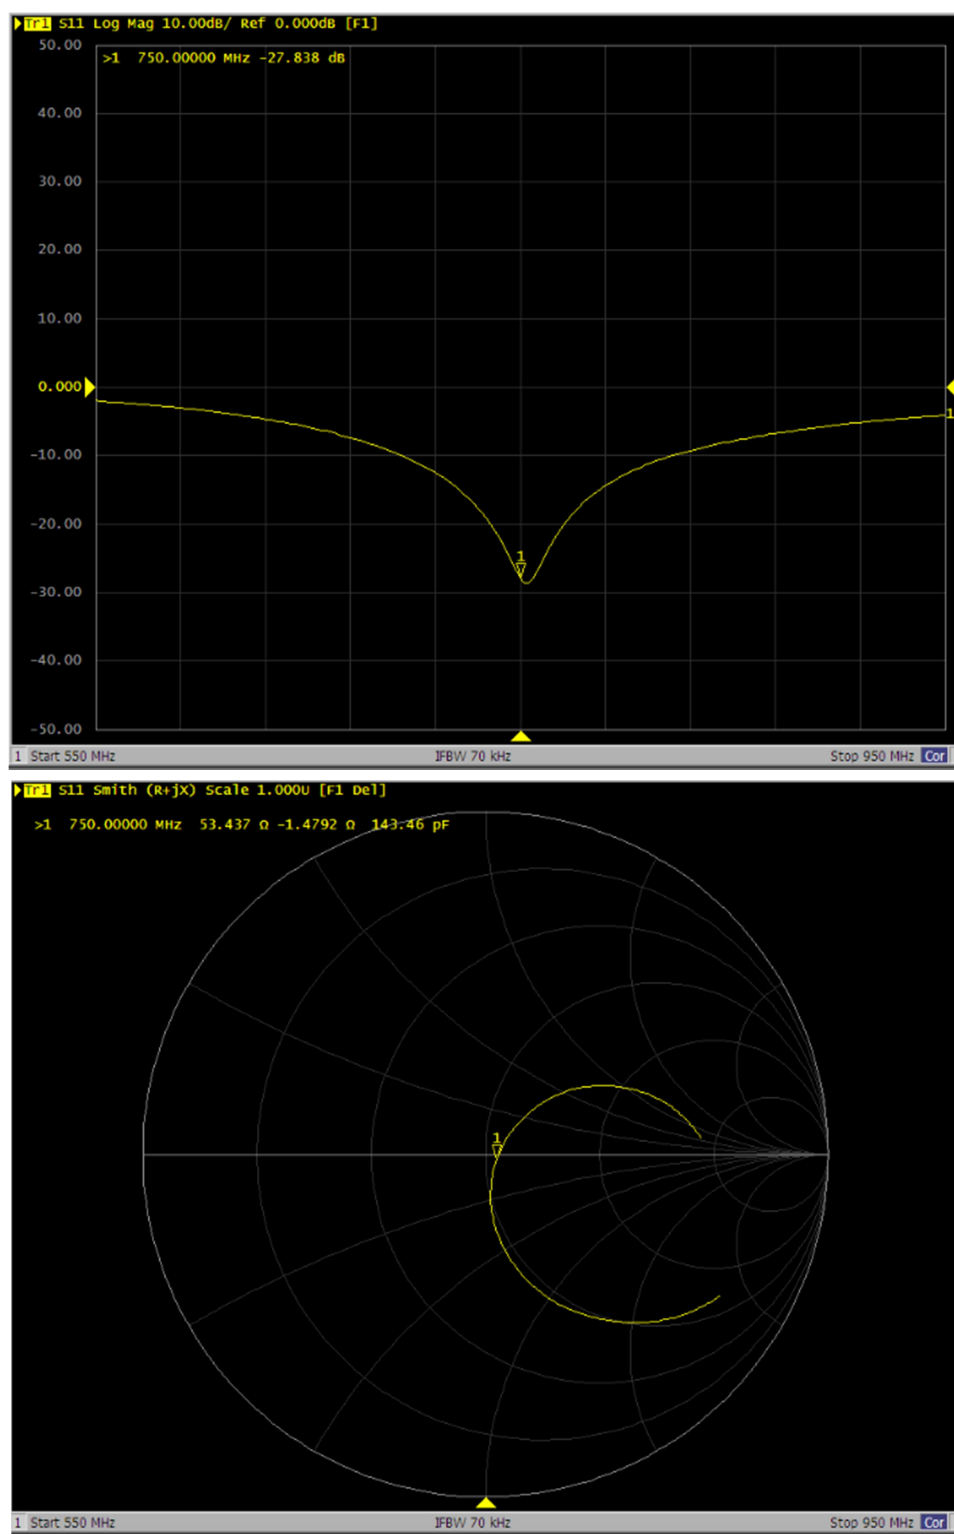 Tr1 S11 Log Mag 10.00dB/ Ref 0.000dB [F1]
50.00
>1 750.00000 MHz -27.838 dB
40.00
30.00
20.00
10.00
0.000
1
-10.00
-20.00
1
-30.00
-40.00
-50.00
1 Start 550 MHz IFBW 70 kHz Stop 950 MHz Cor
Tr1 S11 Smith (R+jX) Scale 1.000U [F1 Del]
>1 750.00000 MHz 53.437 Ω -1.4792 Ω 143.46 pF
1
1 Start 550 MHz IFBW 70 kHz Stop 950 MHz Cor